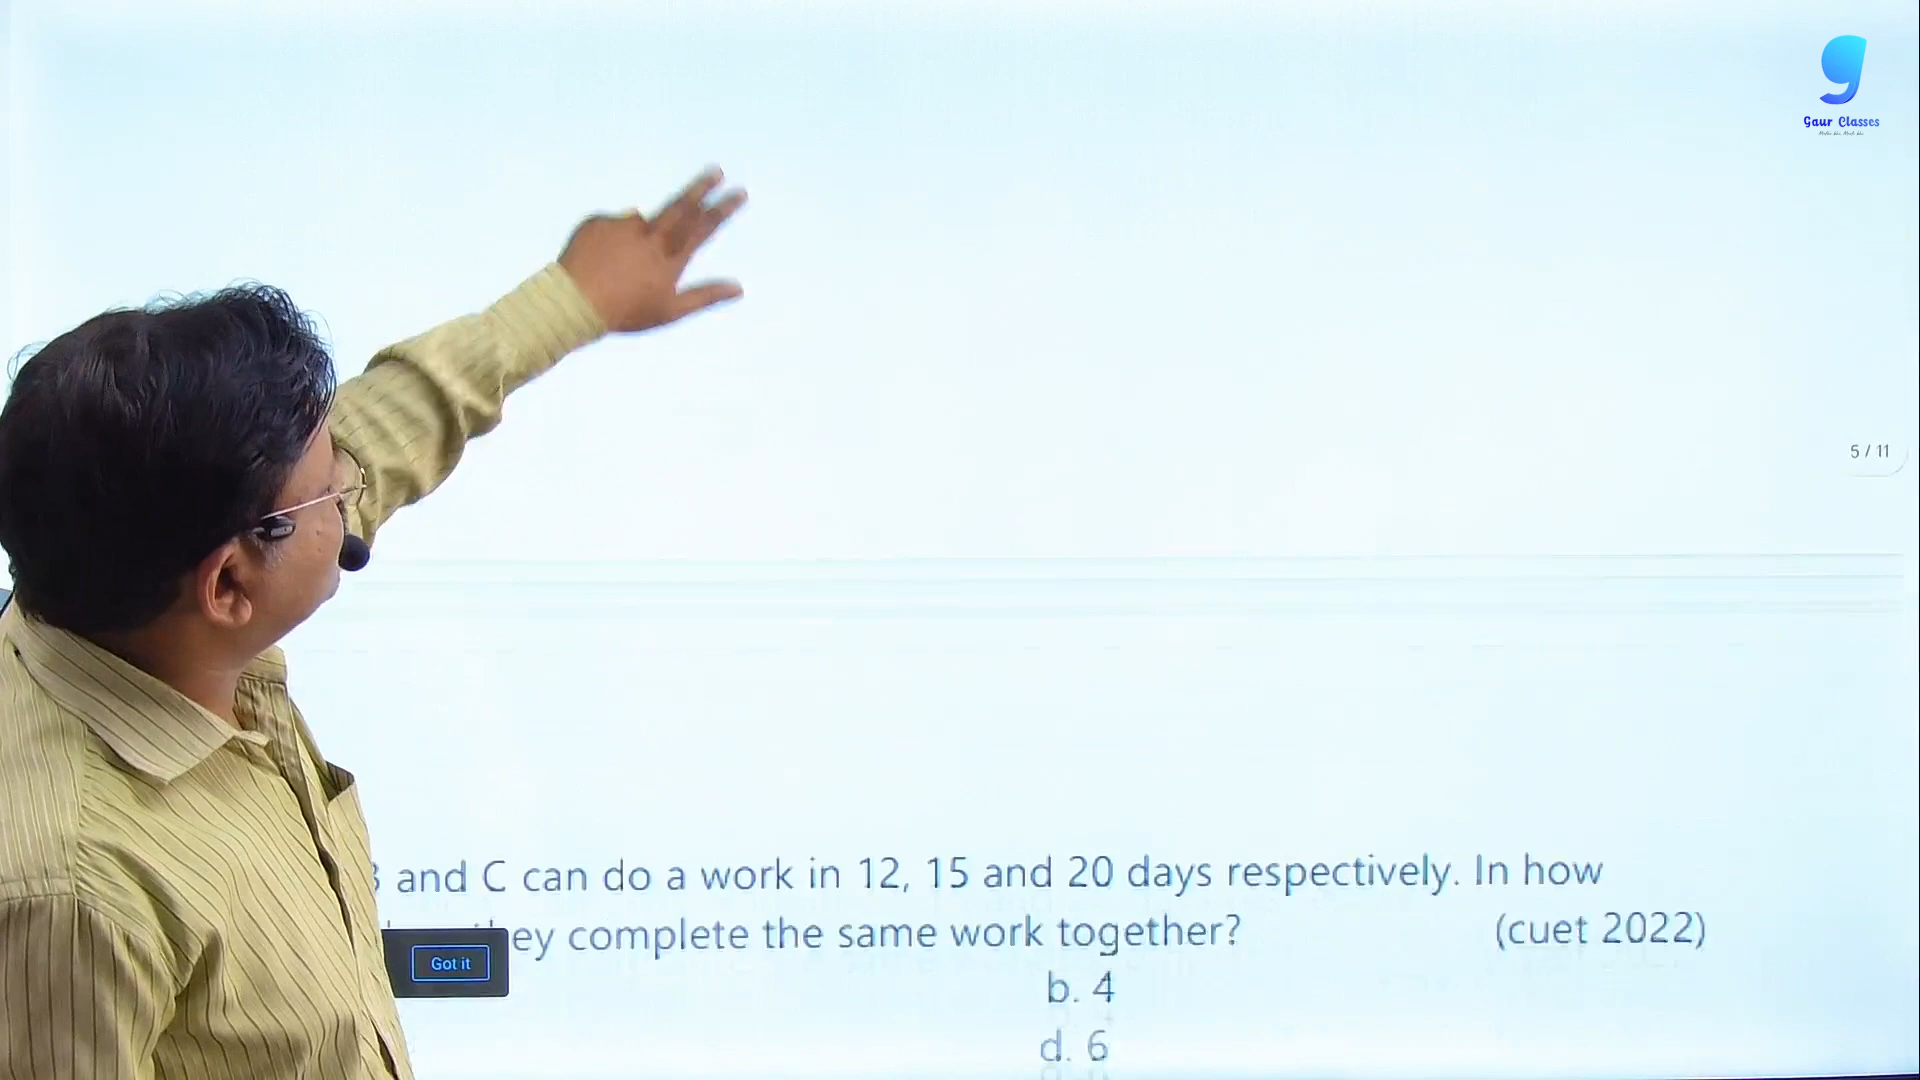 Gaur Classes
5 / 11
and C can do a work in 12, 15 and 20 days respectively. In how
ey complete the same work together? (cuet 2022)
Got it
b. 4
d. 6